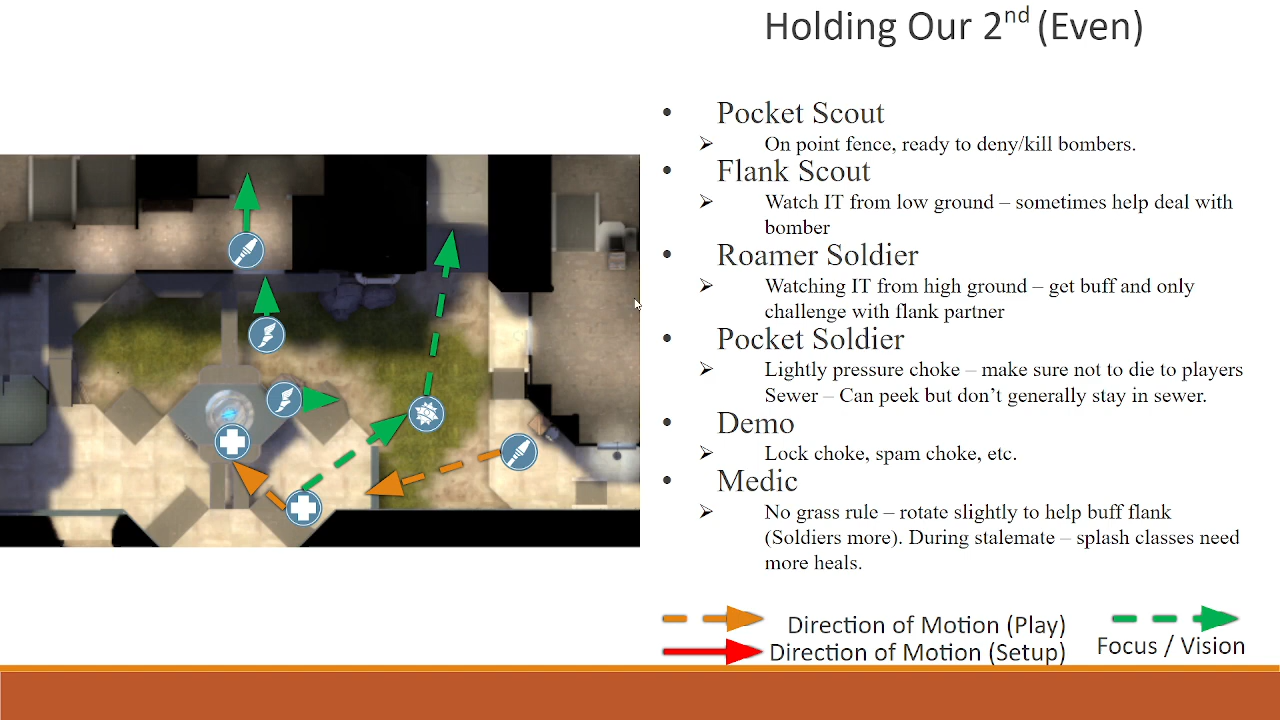 Holding Our 2nd (Even)
• Pocket Scout
➢ On point fence, ready to deny/kill bombers.
• Flank Scout
➢ Watch IT from low ground – sometimes help deal with
bomber
• Roamer Soldier
➢ Watching IT from high ground – get buff and only
challenge with flank partner
• Pocket Soldier
➢ Lightly pressure choke – make sure not to die to players
Sewer – Can peek but don’t generally stay in sewer.
• Demo
➢ Lock choke, spam choke, etc.
• Medic
➢ No grass rule – rotate slightly to help buff flank
(Soldiers more). During stalemate – splash classes need
more heals.
Direction of Motion (Play)
Direction of Motion (Setup)
Focus / Vision